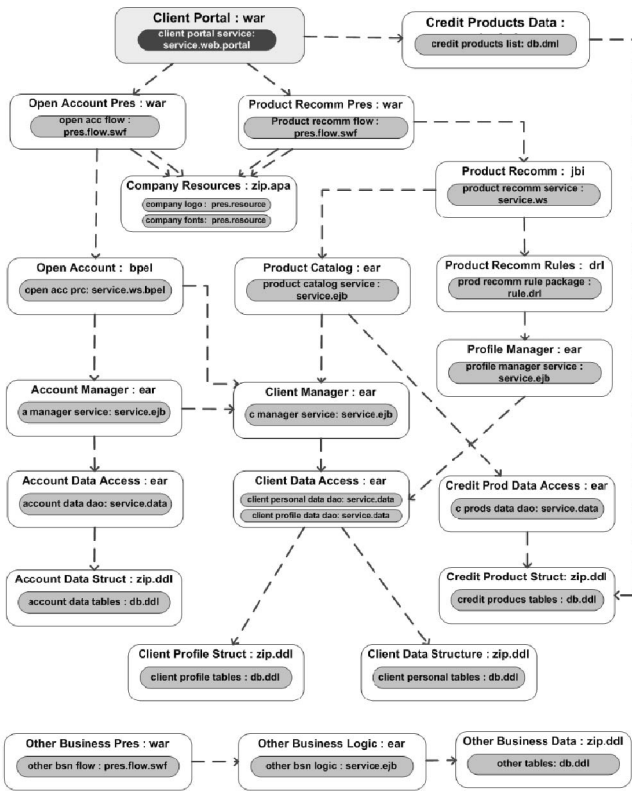 Client Portal : war
client portal service:
service.web.portal
Credit Products Data :
credit products list: db.dml
Open Account Pres : war
open acc flow :
pres.flow.swf
Product Recomm Pres : war
Product recomm flow :
pres.flow.swf
Company Resources : zip.apa
company logo : pres.resource
company fonts: pres.resource
Product Recomm : jbi
product recomm service :
service.ws
Open Account : bpel
open acc prc: service.ws.bpel
Product Catalog : ear
product catalog service :
service.ejb
Product Recomm Rules : drl
prod recomm rule package :
rule.drl
Profile Manager : ear
profile manager service :
service.ejb
Account Manager : ear
a manager service: service.ejb
Client Manager : ear
c manager service: service.ejb
Account Data Access : ear
account data dao: service.data
Client Data Access : ear
client personal data dao: service.data
client profile data dao: service.data
Credit Prod Data Access : ear
c prods data dao: service.data
Account Data Struct : zip.ddl
account data tables : db.ddl
Credit Product Struct: zip.ddl
credit producs tables : db.ddl
Client Profile Struct : zip.ddl
client profile tables : db.ddl
Client Data Structure : zip.ddl
client personal tables : db.ddl
Other Business Pres : war
other bsn flow : pres.flow.swf
Other Business Logic : ear
other bsn logic : service.ejb
Other Business Data : zip.ddl
other tables: db.ddl